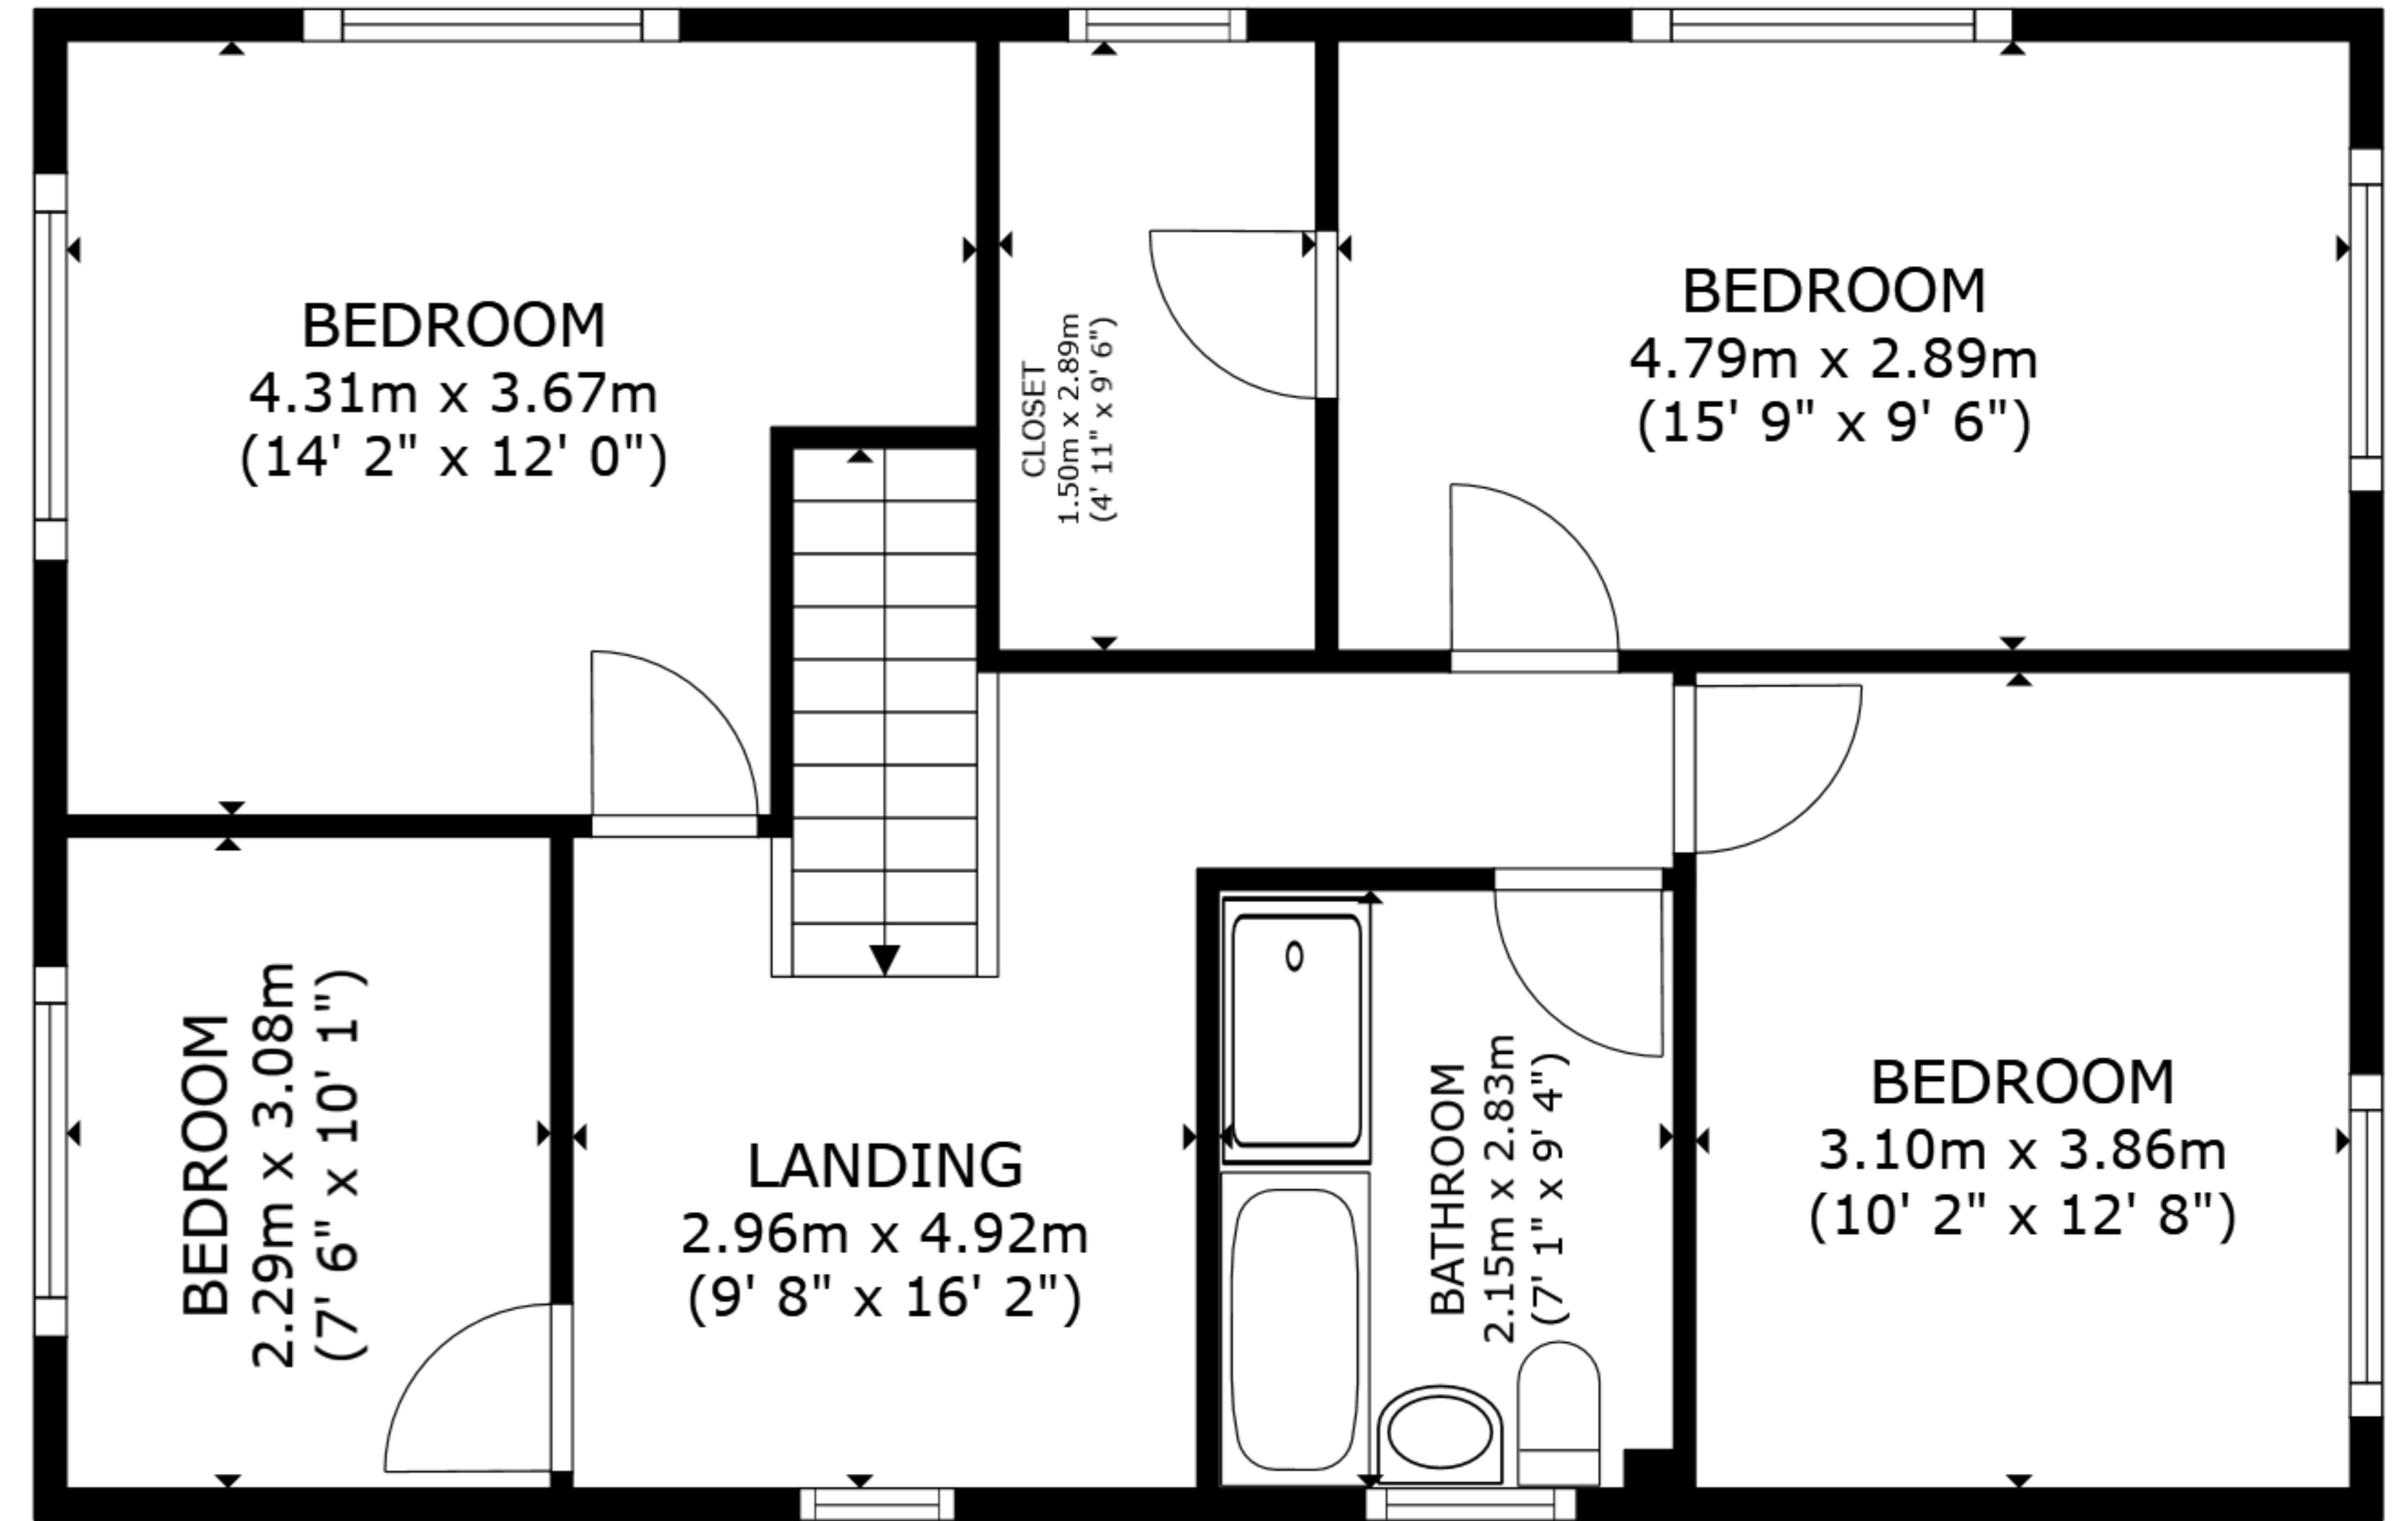 BEDROOM
4.31m x 3.67m
(14' 2" x 12' 0")
CLOSET
1.50m x 2.89m
(4' 11" x 9' 6")
BEDROOM
4.79m x 2.89m
(15' 9" x 9' 6")
BEDROOM
2.29m x 3.08m
(7' 6" x 10' 1")
LANDING
2.96m x 4.92m
(9' 8" x 16' 2")
BATHROOM
2.15m x 2.83m
(7' 1" x 9' 4")
BEDROOM
3.10m x 3.86m
(10' 2" x 12' 8")